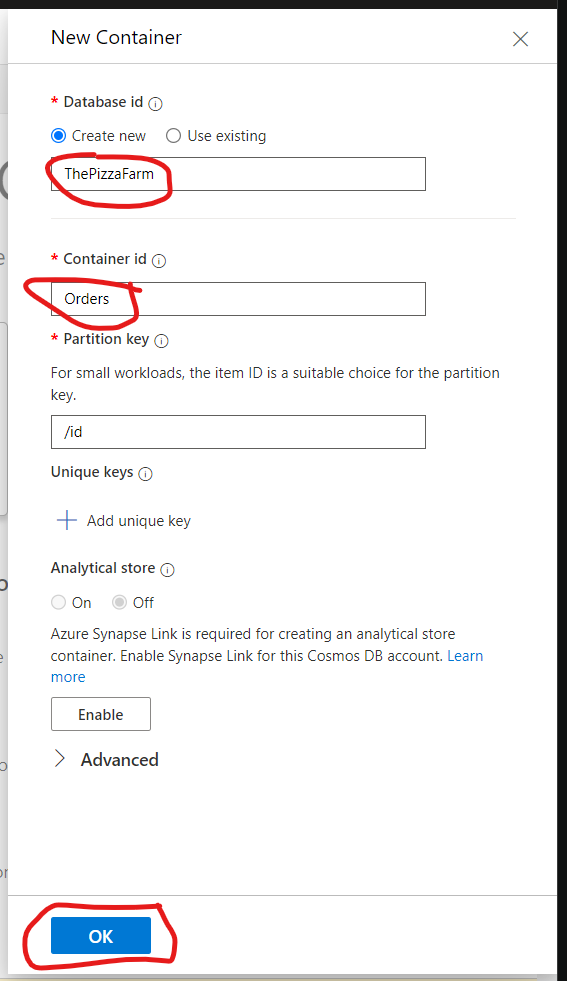 New Container
* Database id
Create new Use existing
ThePizzaFarm
* Container id
Orders
* Partition key
For small workloads, the item ID is a suitable choice for the partition
key.
/id
Unique keys
Add unique key
Analytical store
On Off
Azure Synapse Link is required for creating an analytical store
container. Enable Synapse Link for this Cosmos DB account. Learn
more
Enable
Advanced
OK